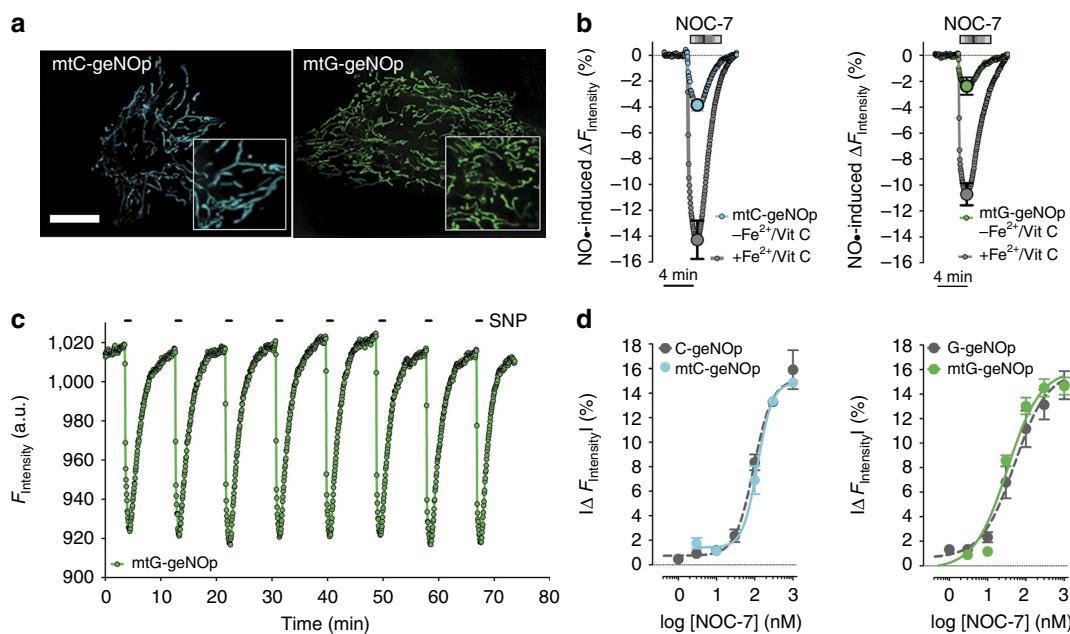 a
mtC-geNOp
mtG-geNOp
b
NOC-7
NO•-induced ΔF_Intensity (%)
0
−2
−4
−6
−8
−10
−12
−14
−16
mtC-geNOp
−Fe²⁺/Vit C
+Fe²⁺/Vit C
4 min
NOC-7
NO•-induced ΔF_Intensity (%)
0
−2
−4
−6
−8
−10
−12
−14
−16
mtG-geNOp
−Fe²⁺/Vit C
+Fe²⁺/Vit C
4 min
c
SNP
F_Intensity (a.u.)
1,020
1,000
980
960
940
920
900
mtG-geNOp
0 10 20 30 40 50 60 70 80
Time (min)
d
IΔ F_Intensity I (%)
18
16
14
12
10
8
6
4
2
0
C-geNOp
mtC-geNOp
0 1 2 3
log [NOC-7] (nM)
IΔ F_Intensity I (%)
18
16
14
12
10
8
6
4
2
0
G-geNOp
mtG-geNOp
0 1 2 3
log [NOC-7] (nM)